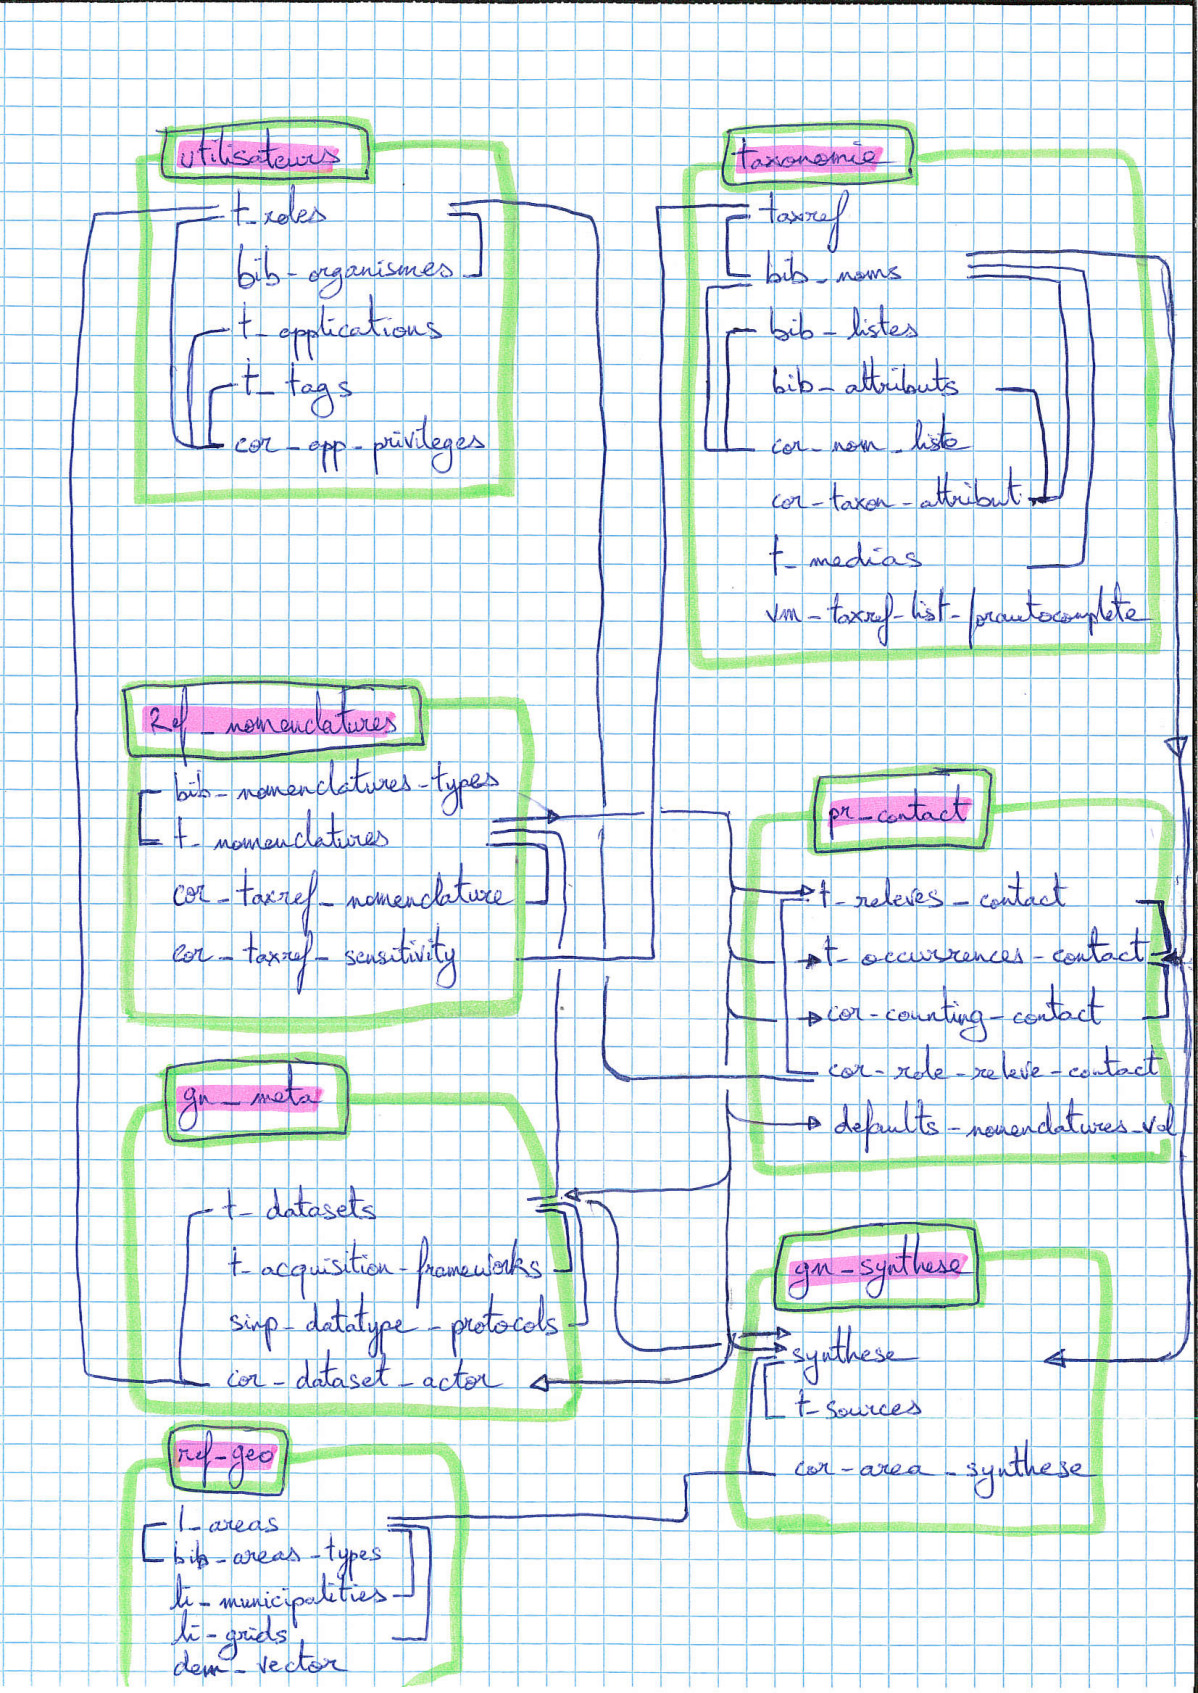 utilisateurs
t_roles
bib_organismes
t_applications
t_tags
cor_app_privileges
taxonomie
taxref
bib_noms
bib_listes
bib_attributs
cor_nom_liste
cor_taxon_attribut
t_medias
vm_taxref_list_forautocomplete
Ref_nomenclatures
bib_nomenclatures_types
t_nomenclatures
cor_taxref_nomenclature
cor_taxref_sensitivity
pr_contact
t_releves_contact
t_occurrences_contact
cor_counting_contact
cor_role_releve_contact
defaults_nomenclatures_val
gn_meta
t_datasets
t_acquisition_frameworks
sinp_datatype_protocols
cor_dataset_actor
gn_synthese
synthese
t_sources
cor_area_synthese
ref_geo
l_areas
bib_areas_types
li_municipalities
li_grids
dem_vector